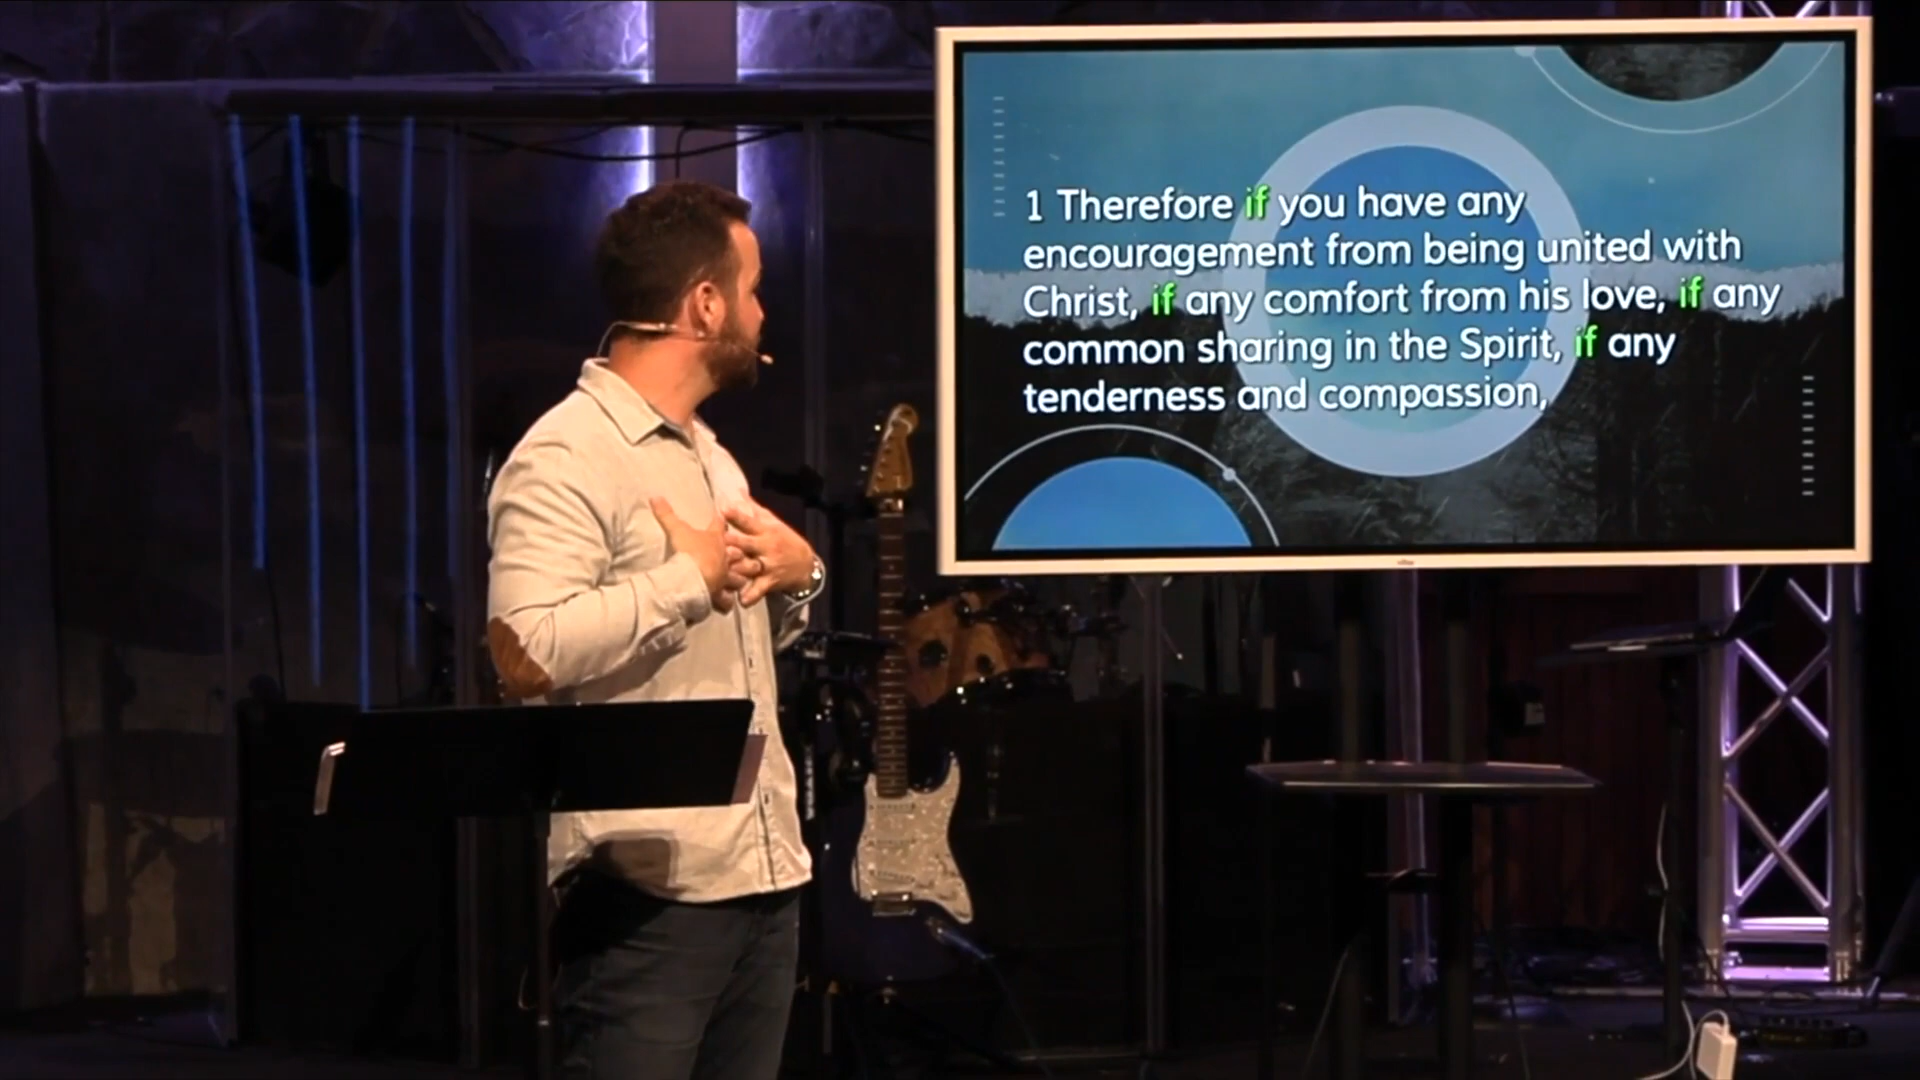 1 Therefore if you have any
encouragement from being united with
Christ, if any comfort from his love, if any
common sharing in the Spirit, if any
tenderness and compassion,